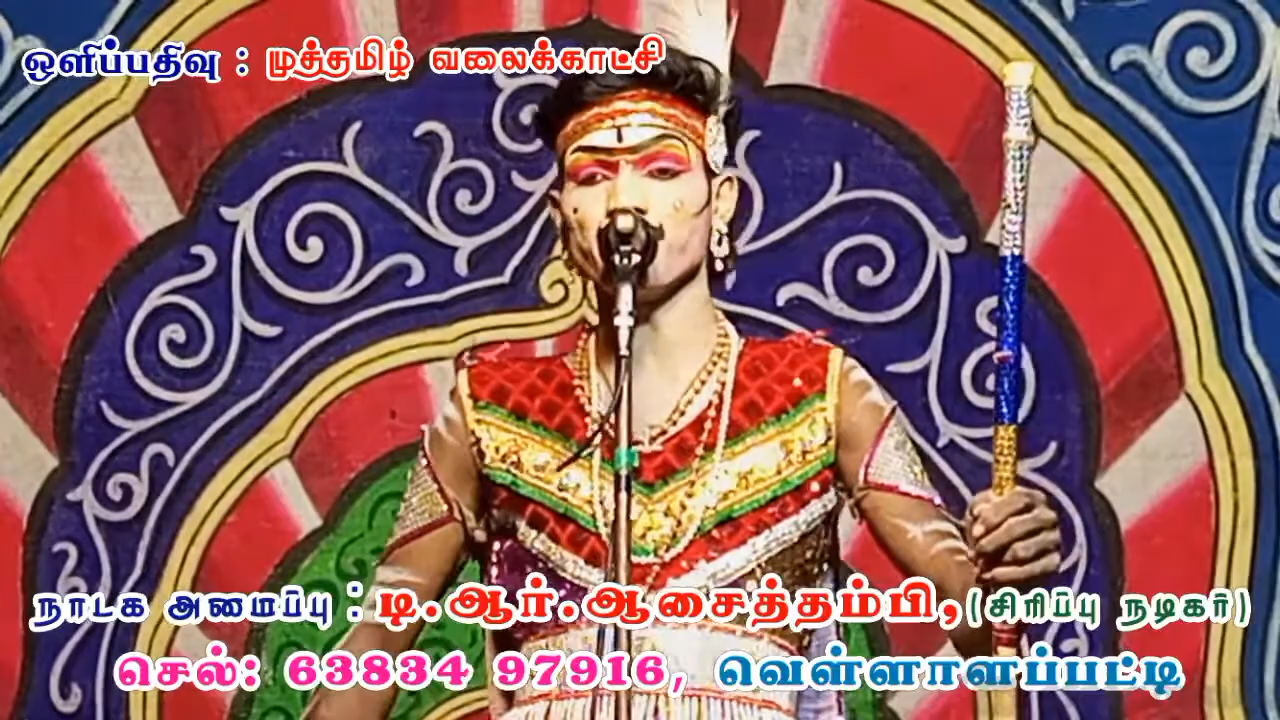 ஒளிப்பதிவு : முத்தமிழ் வலைக்காட்சி
நாடக அமைப்பு : டி.ஆர்.ஆசைத்தம்பி, (சிரிப்பு நடிகர்)
செல்: 63834 97916, வெள்ளாளப்பட்டி